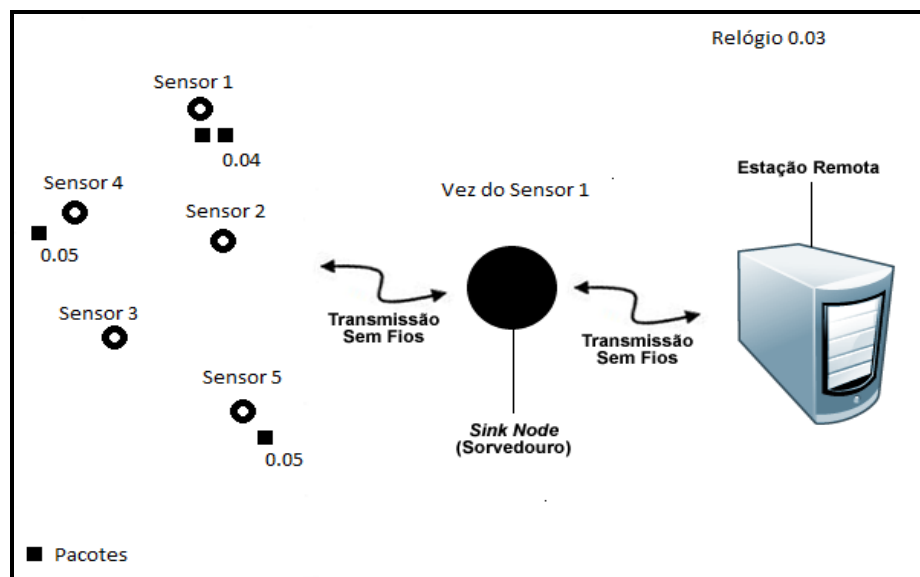 Relógio 0.03
Sensor 1
0.04
Estação Remota
Sensor 4
Vez do Sensor 1
Sensor 2
0.05
Sensor 3
Transmissão
Sem Fios
Transmissão
Sem Fios
Sensor 5
Sink Node
(Sorvedouro)
0.05
Pacotes